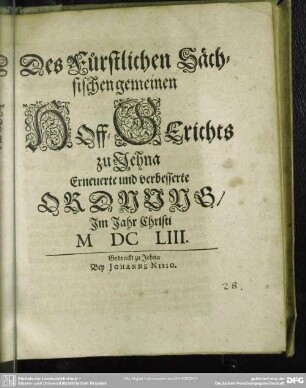 Des Fürstlichen Säch-
sischen gemeinen
Hoff-GErichts
zu Jehna
Erneuerte und verbesserte
ORDNUNG/
Im Jahr Christi
M DC LIII.
Gedruckt zu Jehna
Bey JOHANNE NISIO.
28.